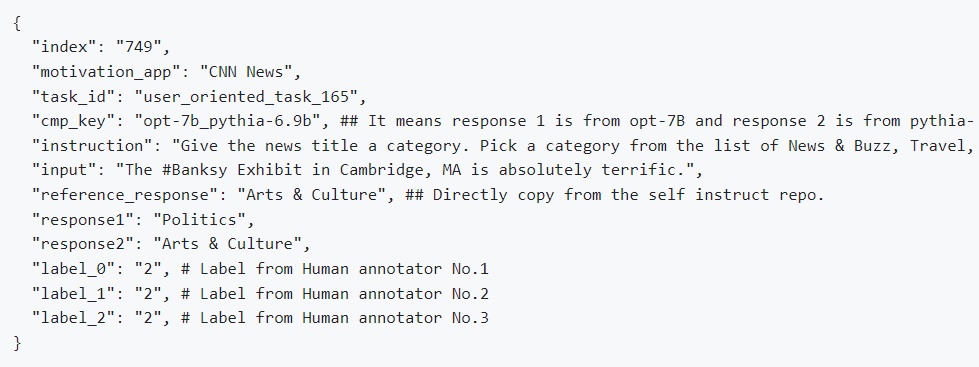 {
"index": "749",
"motivation_app": "CNN News",
"task_id": "user_oriented_task_165",
"cmp_key": "opt-7b_pythia-6.9b", ## It means response 1 is from opt-7B and response 2 is from pythia-
"instruction": "Give the news title a category. Pick a category from the list of News & Buzz, Travel,
"input": "The #Banksy Exhibit in Cambridge, MA is absolutely terrific.",
"reference_response": "Arts & Culture", ## Directly copy from the self instruct repo.
"response1": "Politics",
"response2": "Arts & Culture",
"label_0": "2", # Label from Human annotator No.1
"label_1": "2", # Label from Human annotator No.2
"label_2": "2", # Label from Human annotator No.3
}